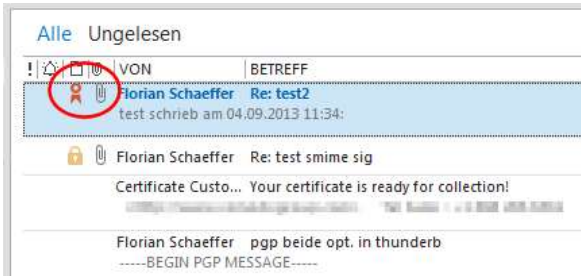 Alle Ungelesen
! VON BETREFF
Florian Schaeffer Re: test2
test schrieb am 04.09.2013 11:34:
Florian Schaeffer Re: test smime sig
Certificate Custo... Your certificate is ready for collection!
Florian Schaeffer pgp beide opt. in thunderb
-----BEGIN PGP MESSAGE-----